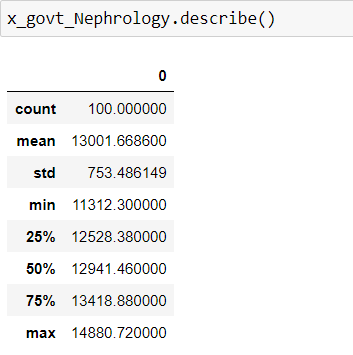 x_govt_Nephrology.describe()
0
count 100.000000
mean 13001.668600
std 753.486149
min 11312.300000
25% 12528.380000
50% 12941.460000
75% 13418.880000
max 14880.720000